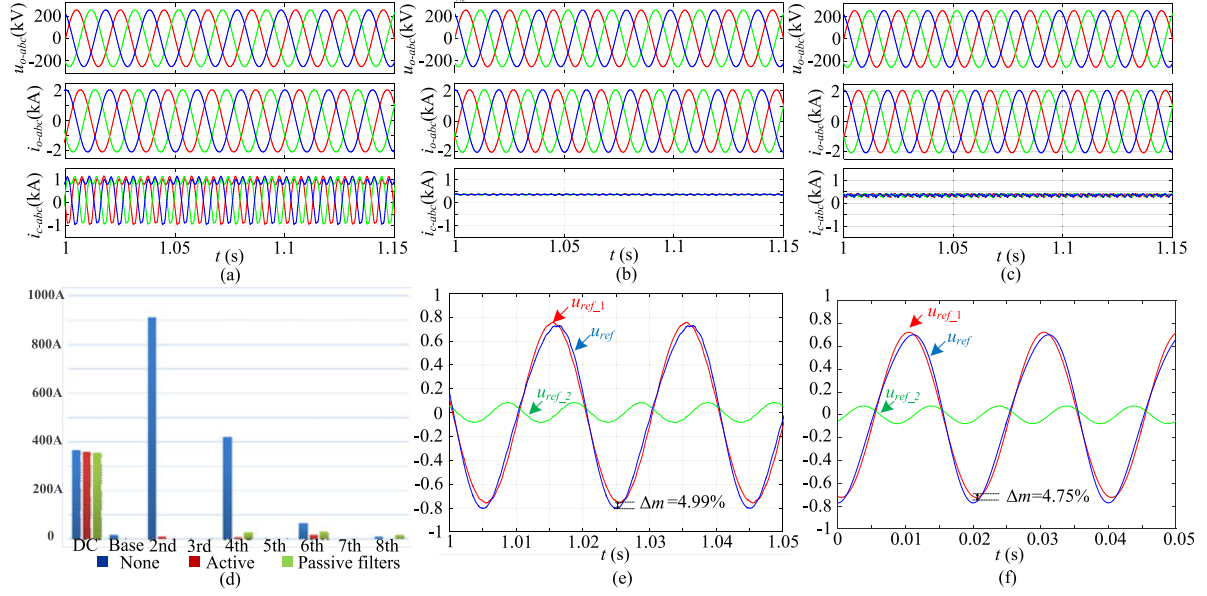 u_o-abc(kV) 200 0 -200
i_o-abc(kA) 2 0 -2
i_c-abc(kA) 1 0 1
1 1.05 1.1 1.15
t (s)
(a)
u_o-abc(kV) 200 0 -200
i_o-abc(kA) 2 0 -2
i_c-abc(kA) 1 0 1
1 1.05 1.1 1.15
t (s)
(b)
u_o-abc(kV) 200 0 -200
i_o-abc(kA) 2 0 -2
i_c-abc(kA) 1 0 1
1 1.05 1.1 1.15
t (s)
(c)
1000A
800A
600A
400A
200A
0
DC Base 2nd 3rd 4th 5th 6th 7th 8th
None Active Passive filters
(d)
1
0.8
0.6
0.4
0.2
0
-0.2
-0.4
-0.6
-0.8
-1
u_ref_1
u_ref
u_ref_2
Δm=4.99%
1 1.01 1.02 1.03 1.04 1.05
t (s)
(e)
1
0.8
0.6
0.4
0.2
0
-0.2
-0.4
-0.6
-0.8
-1
u_ref_1
u_ref
u_ref_2
Δm=4.75%
0 0.01 0.02 0.03 0.04 0.05
t (s)
(f)